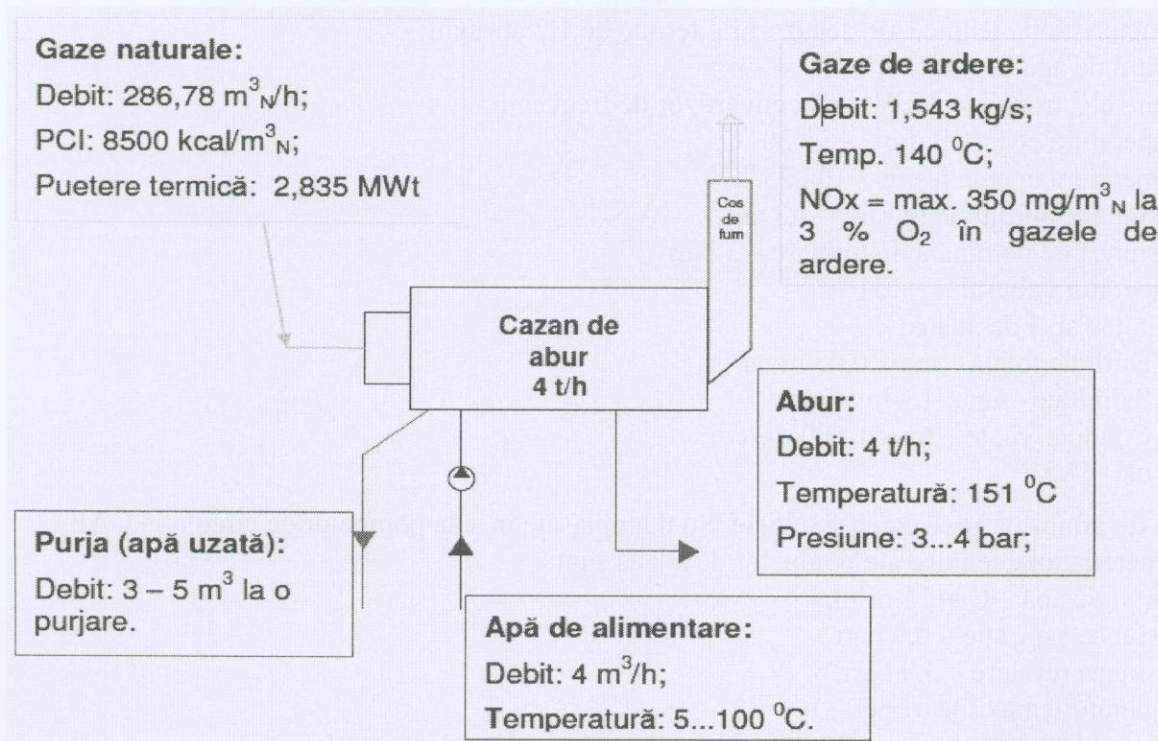 Gaze naturale:
Debit: 286,78 m³N/h;
PCI: 8500 kcal/m³N;
Puetere termică: 2,835 MWt
Gaze de ardere:
Debit: 1,543 kg/s;
Temp. 140 ⁰C;
NOx = max. 350 mg/m³N la
3 % O₂ în gazele de
ardere.
Cos
de
fum
Cazan de
abur
4 t/h
Abur:
Debit: 4 t/h;
Temperatură: 151 ⁰C
Presiune: 3...4 bar;
Purja (apă uzată):
Debit: 3 – 5 m³ la o
purjare.
Apă de alimentare:
Debit: 4 m³/h;
Temperatură: 5...100 ⁰C.